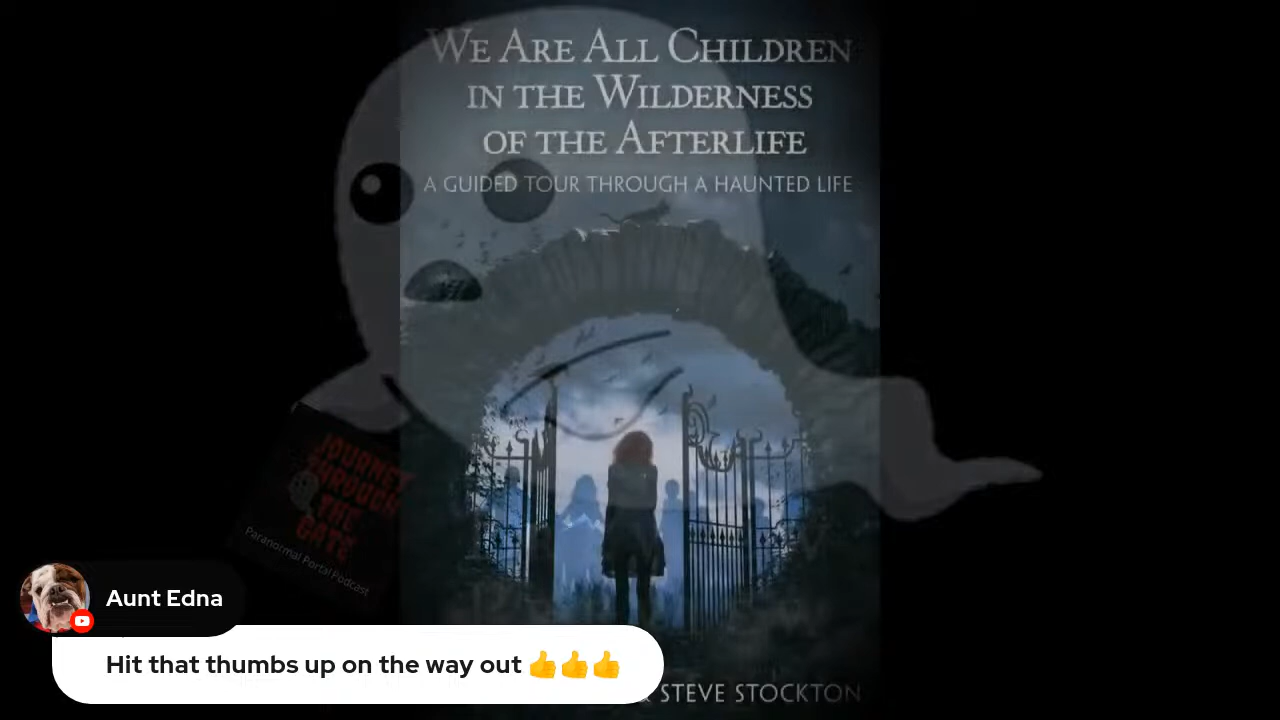 We Are All Children
in the Wilderness
of the Afterlife
A GUIDED TOUR THROUGH A HAUNTED LIFE
JOURNEY
THROUGH
THE
GATE
Paranormal Portal Podcast
Aunt Edna
Hit that thumbs up on the way out 👍👍👍
& STEVE STOCKTON